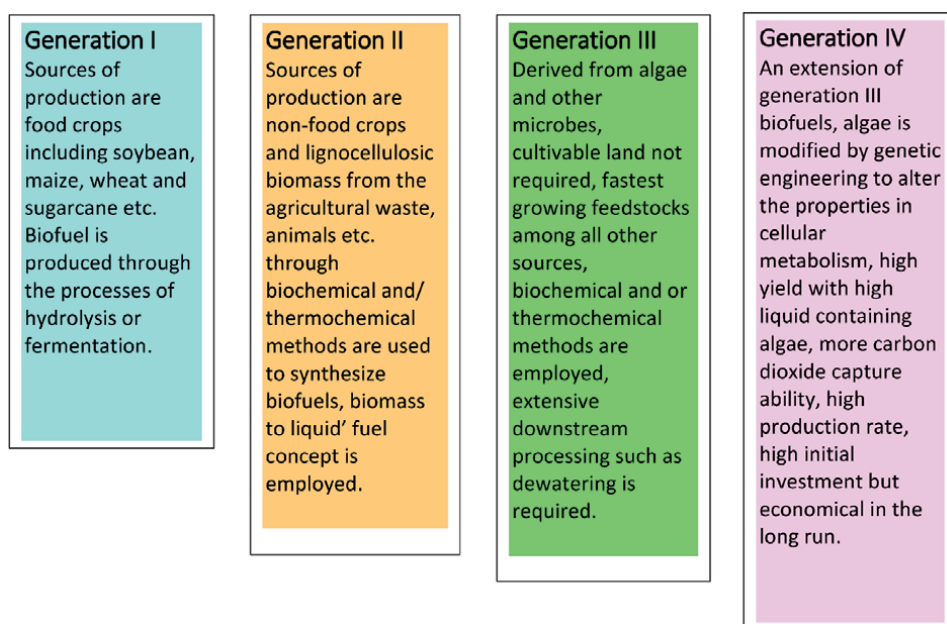 Generation I
Sources of
production are
food crops
including soybean,
maize, wheat and
sugarcane etc.
Biofuel is
produced through
the processes of
hydrolysis or
fermentation.
Generation II
Sources of
production are
non-food crops
and lignocellulosic
biomass from the
agricultural waste,
animals etc.
through
biochemical and/
thermochemical
methods are used
to synthesize
biofuels, biomass
to liquid’ fuel
concept is
employed.
Generation III
Derived from algae
and other
microbes,
cultivable land not
required, fastest
growing feedstocks
among all other
sources,
biochemical and or
thermochemical
methods are
employed,
extensive
downstream
processing such as
dewatering is
required.
Generation IV
An extension of
generation III
biofuels, algae is
modified by genetic
engineering to alter
the properties in
cellular
metabolism, high
yield with high
liquid containing
algae, more carbon
dioxide capture
ability, high
production rate,
high initial
investment but
economical in the
long run.